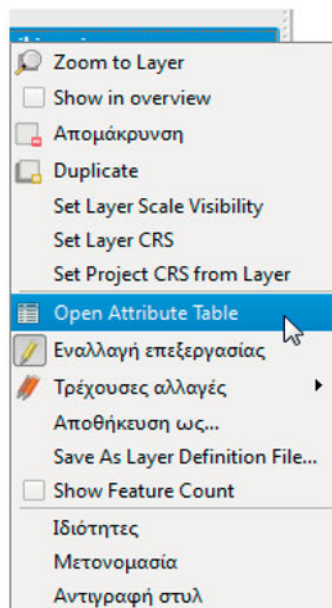 Zoom to Layer
Show in overview
Απομάκρυνση
Duplicate
Set Layer Scale Visibility
Set Layer CRS
Set Project CRS from Layer
Open Attribute Table
Εναλλαγή επεξεργασίας
Τρέχουσες αλλαγές
Αποθήκευση ως...
Save As Layer Definition File...
Show Feature Count
Ιδιότητες
Μετονομασία
Αντιγραφή στυλ